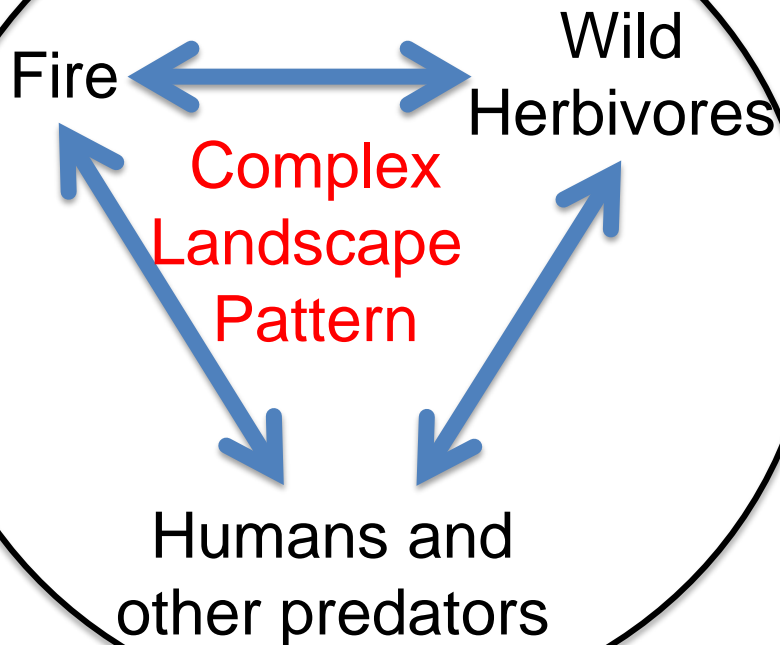 Fire
Wild
Herbivores
Complex
Landscape
Pattern
Humans and
other predators